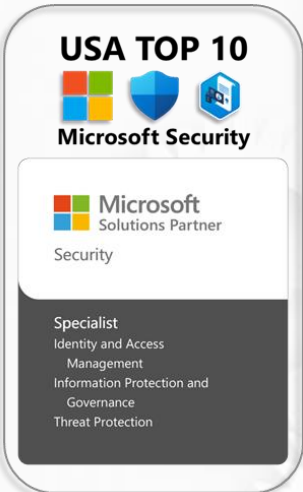 USA TOP 10
Microsoft Security
Microsoft
Solutions Partner
Security
Specialist
Identity and Access
Management
Information Protection and
Governance
Threat Protection